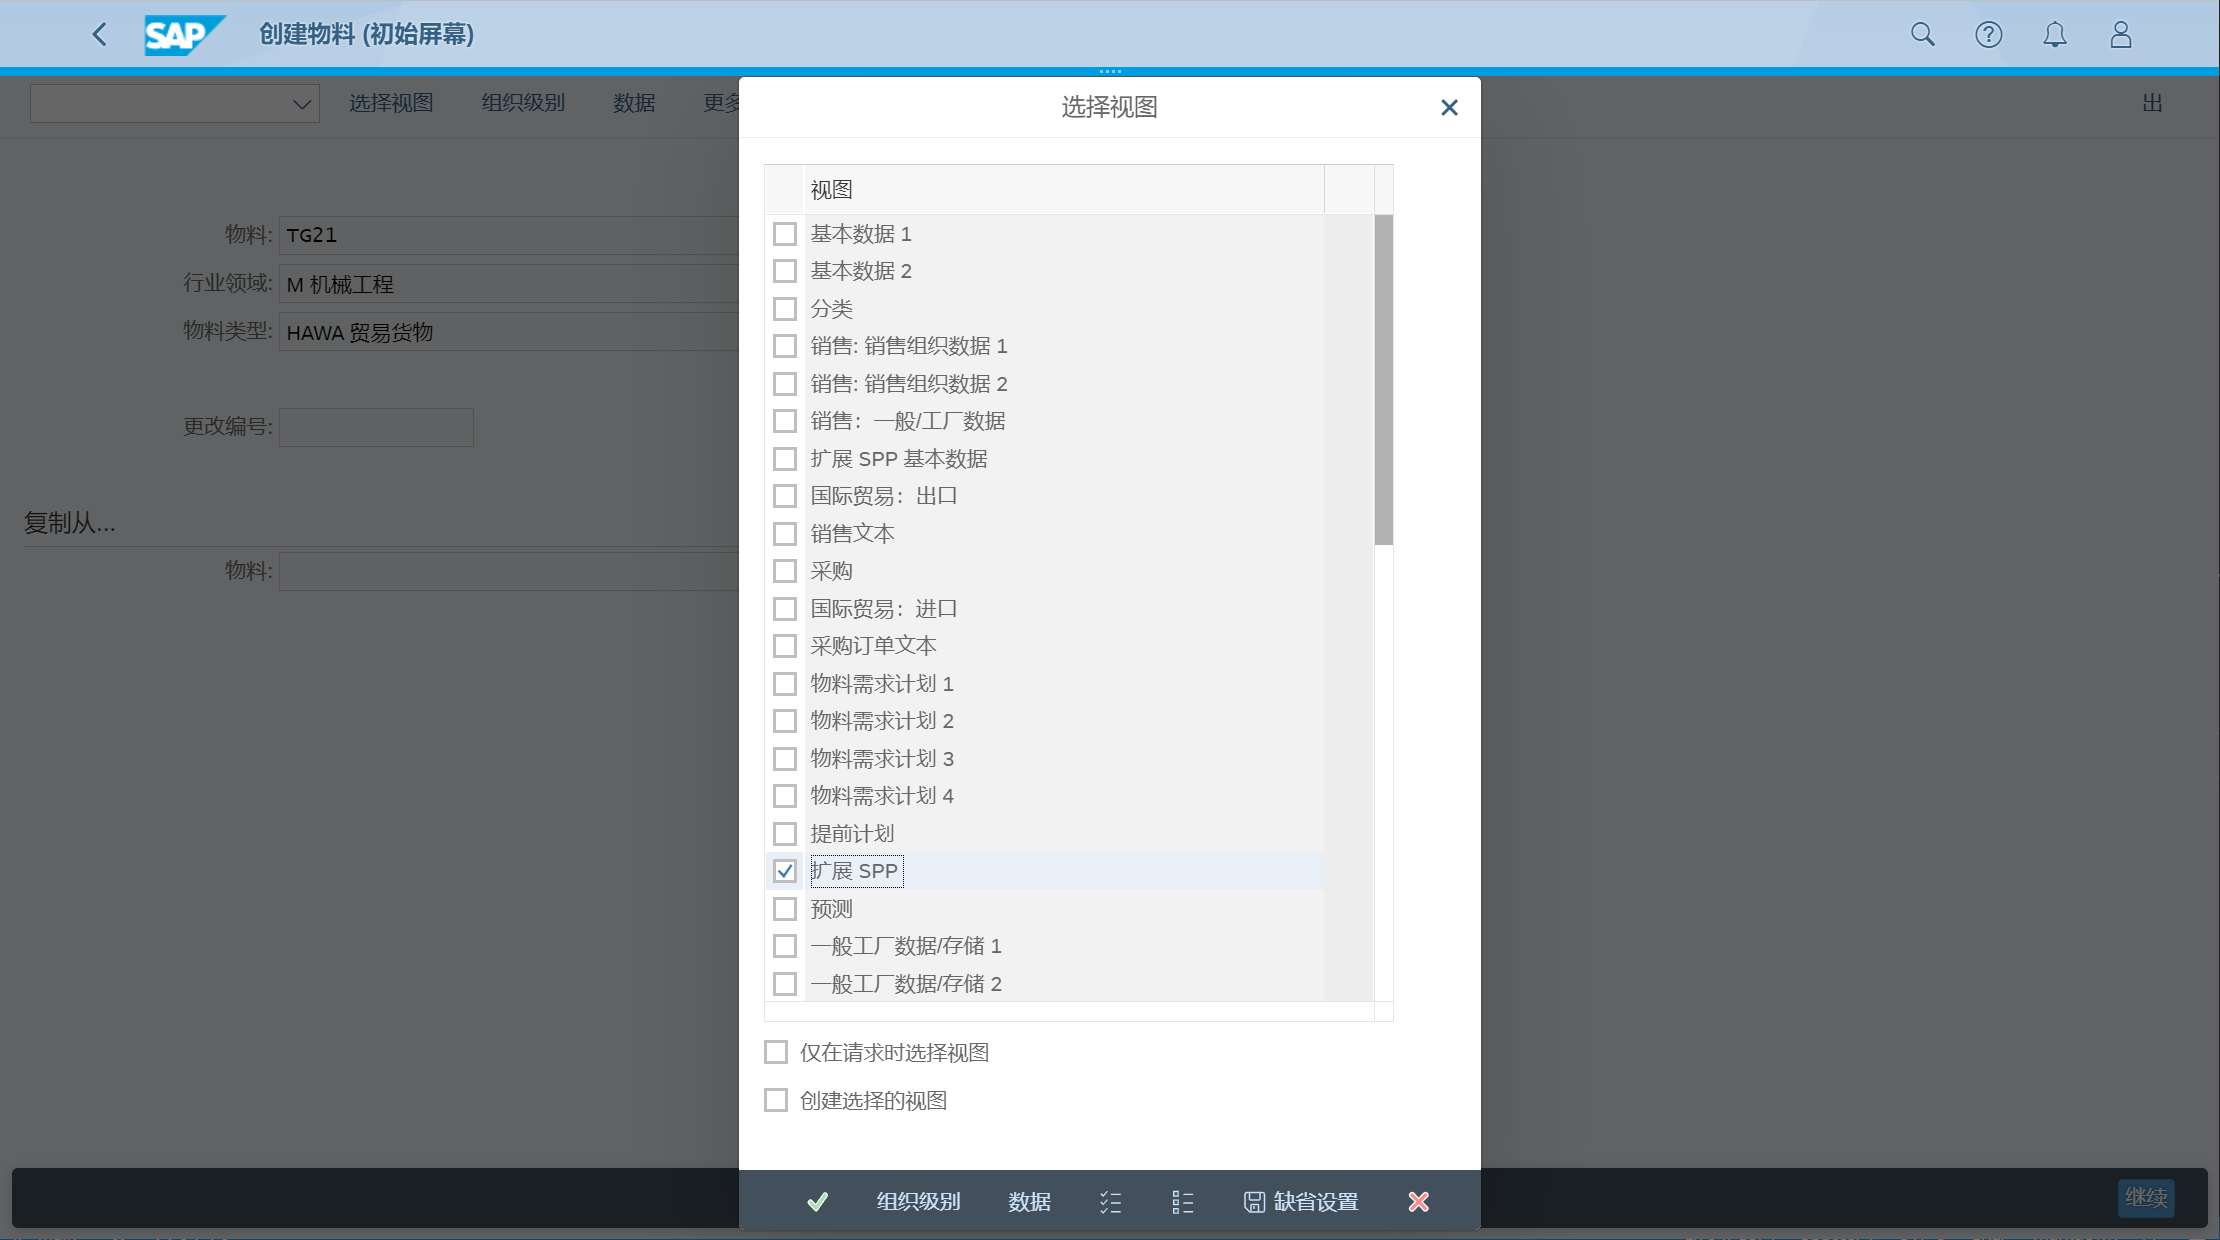 SAP 创建物料 (初始屏幕)
选择视图 组织级别 数据 更多
出
选择视图
视图
物料: TG21
行业领域: M 机械工程
物料类型: HAWA 贸易货物
更改编号:
复制从...
物料:
基本数据 1
基本数据 2
分类
销售: 销售组织数据 1
销售: 销售组织数据 2
销售：一般/工厂数据
扩展 SPP 基本数据
国际贸易：出口
销售文本
采购
国际贸易：进口
采购订单文本
物料需求计划 1
物料需求计划 2
物料需求计划 3
物料需求计划 4
提前计划
扩展 SPP
预测
一般工厂数据/存储 1
一般工厂数据/存储 2
仅在请求时选择视图
创建选择的视图
组织级别 数据 缺省设置
继续